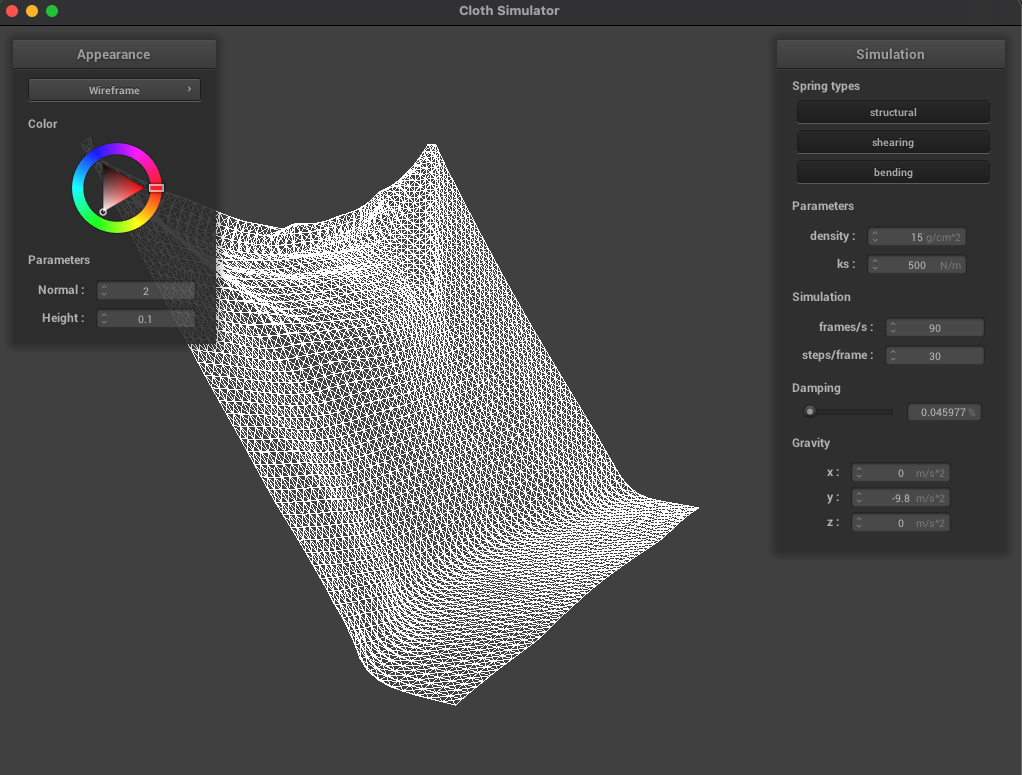 Cloth Simulator
Appearance
Wireframe ›
Color
Parameters
Normal : 2
Height : 0.1
Simulation
Spring types
structural
shearing
bending
Parameters
density : 15 g/cm^2
ks : 500 N/m
Simulation
frames/s : 90
steps/frame : 30
Damping
0.045977 %
Gravity
x : 0 m/s^2
y : -9.8 m/s^2
z : 0 m/s^2